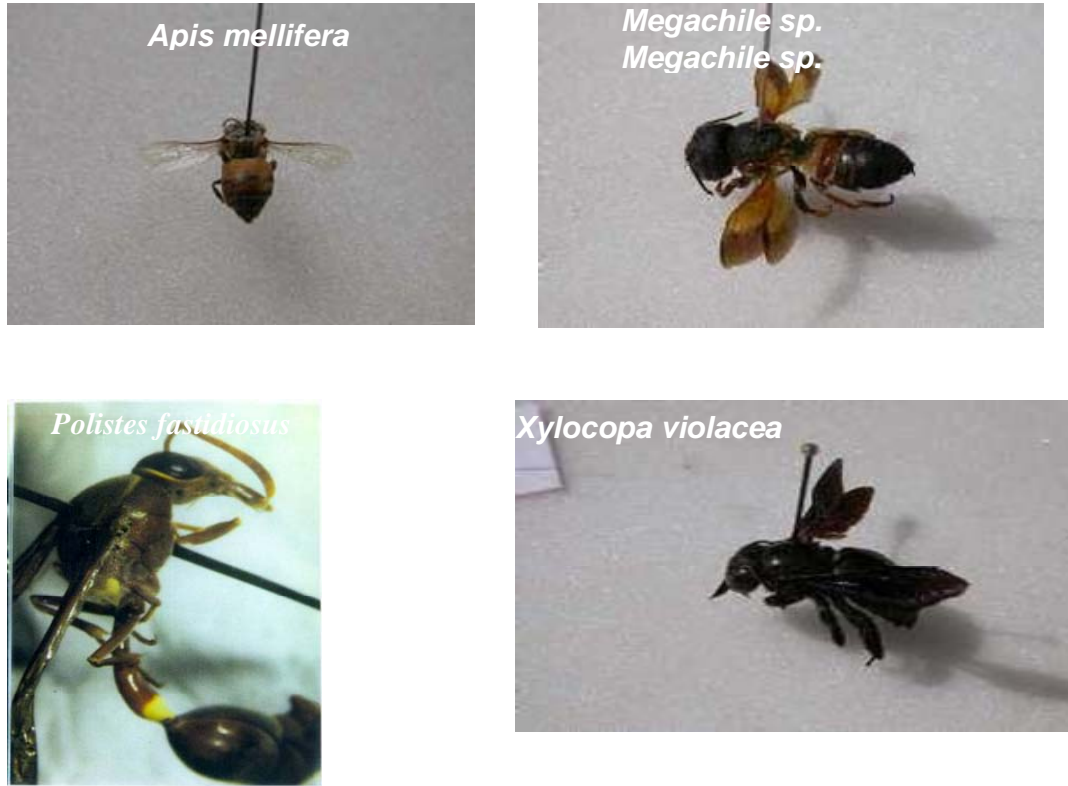 Apis mellifera
Megachile sp.
Megachile sp.
Polistes fastidiosus
Xylocopa violacea